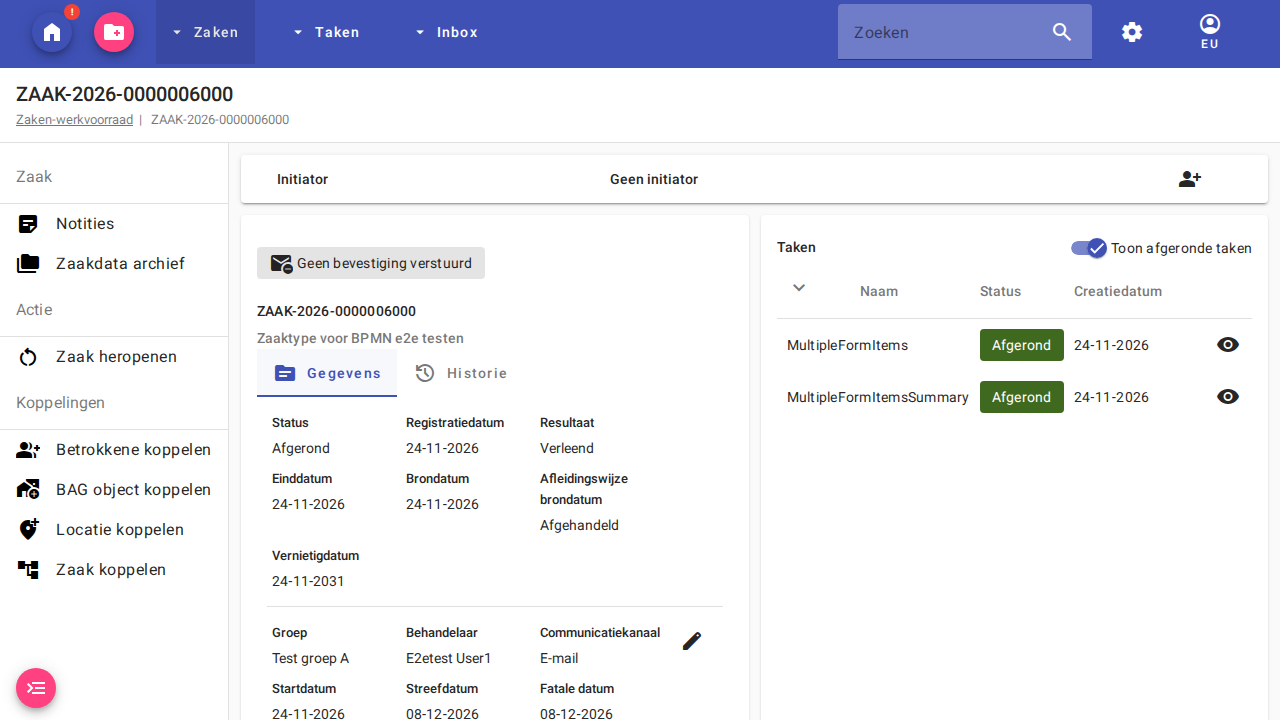 !
Zaken
Taken
Inbox
Zoeken
EU
ZAAK-2026-0000006000
Zaken-werkvoorraad | ZAAK-2026-0000006000
Zaak
Notities
Zaakdata archief
Actie
Zaak heropenen
Koppelingen
Betrokkene koppelen
BAG object koppelen
Locatie koppelen
Zaak koppelen
Initiator
Geen initiator
Geen bevestiging verstuurd
ZAAK-2026-0000006000
Zaaktype voor BPMN e2e testen
Gegevens
Historie
Status
Registratiedatum
Resultaat
Afgerond
24-11-2026
Verleend
Einddatum
Brondatum
Afleidingswijze
brondatum
24-11-2026
24-11-2026
Afgehandeld
Vernietigdatum
24-11-2031
Groep
Behandelaar
Communicatiekanaal
Test groep A
E2etest User1
E-mail
Startdatum
Streefdatum
Fatale datum
24-11-2026
08-12-2026
08-12-2026
Taken
Toon afgeronde taken
Naam
Status
Creatiedatum
MultipleFormItems
Afgerond
24-11-2026
MultipleFormItemsSummary
Afgerond
24-11-2026